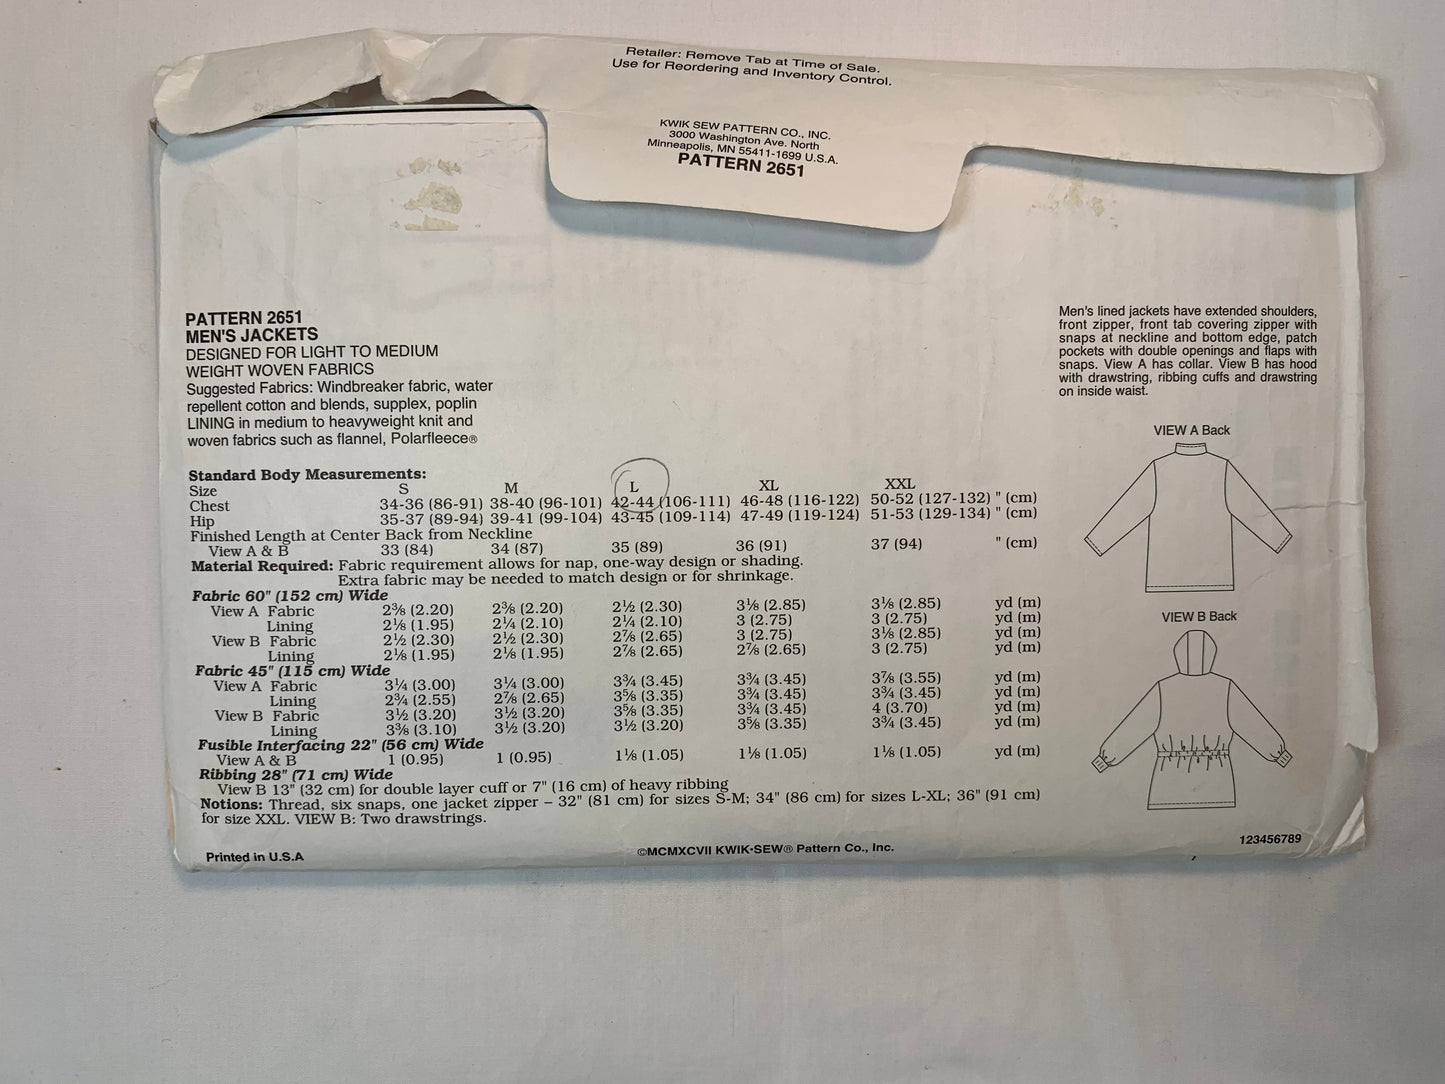 Retailer: Remove Tab at Time of Sale.
Use for Reordering and Inventory Control.
KWIK SEW PATTERN CO., INC.
3000 Washington Ave. North
Minneapolis, MN 55411-1699 U.S.A.
PATTERN 2651
PATTERN 2651
MEN'S JACKETS
DESIGNED FOR LIGHT TO MEDIUM
WEIGHT WOVEN FABRICS
Suggested Fabrics: Windbreaker fabric, water
repellent cotton and blends, supplex, poplin
LINING in medium to heavyweight knit and
woven fabrics such as flannel, Polarfleece®
Men's lined jackets have extended shoulders,
front zipper, front tab covering zipper with
snaps at neckline and bottom edge, patch
pockets with double openings and flaps with
snaps. View A has collar. View B has hood
with drawstring, ribbing cuffs and drawstring
on inside waist.
VIEW A Back
VIEW B Back
Standard Body Measurements:
Size S M L XL XXL
Chest 34-36 (86-91) 38-40 (96-101) 42-44 (106-111) 46-48 (116-122) 50-52 (127-132) " (cm)
Hip 35-37 (89-94) 39-41 (99-104) 43-45 (109-114) 47-49 (119-124) 51-53 (129-134) " (cm)
Finished Length at Center Back from Neckline
View A & B 33 (84) 34 (87) 35 (89) 36 (91) 37 (94) " (cm)
Material Required: Fabric requirement allows for nap, one-way design or shading.
Extra fabric may be needed to match design or for shrinkage.
Fabric 60" (152 cm) Wide
View A Fabric 2⅜ (2.20) 2⅜ (2.20) 2½ (2.30) 3⅛ (2.85) 3⅛ (2.85) yd (m)
Lining 2⅛ (1.95) 2¼ (2.10) 2¼ (2.10) 3 (2.75) 3 (2.75) yd (m)
View B Fabric 2½ (2.30) 2½ (2.30) 2⅞ (2.65) 3 (2.75) 3⅛ (2.85) yd (m)
Lining 2⅛ (1.95) 2⅛ (1.95) 2⅞ (2.65) 2⅞ (2.65) 3 (2.75) yd (m)
Fabric 45" (115 cm) Wide
View A Fabric 3¼ (3.00) 3¼ (3.00) 3¾ (3.45) 3¾ (3.45) 3⅞ (3.55) yd (m)
Lining 2¾ (2.55) 2⅞ (2.65) 3⅝ (3.35) 3¾ (3.45) 3¾ (3.45) yd (m)
View B Fabric 3½ (3.20) 3½ (3.20) 3⅝ (3.35) 3¾ (3.45) 4 (3.70) yd (m)
Lining 3⅜ (3.10) 3½ (3.20) 3½ (3.20) 3⅝ (3.35) 3¾ (3.45) yd (m)
Fusible Interfacing 22" (56 cm) Wide
View A & B 1 (0.95) 1 (0.95) 1⅛ (1.05) 1⅛ (1.05) 1⅛ (1.05) yd (m)
Ribbing 28" (71 cm) Wide
View B 13" (32 cm) for double layer cuff or 7" (16 cm) of heavy ribbing
Notions: Thread, six snaps, one jacket zipper – 32" (81 cm) for sizes S-M; 34" (86 cm) for sizes L-XL; 36" (91 cm)
for size XXL. VIEW B: Two drawstrings.
Printed in U.S.A
©MCMXCVII KWIK•SEW® Pattern Co., Inc.
123456789